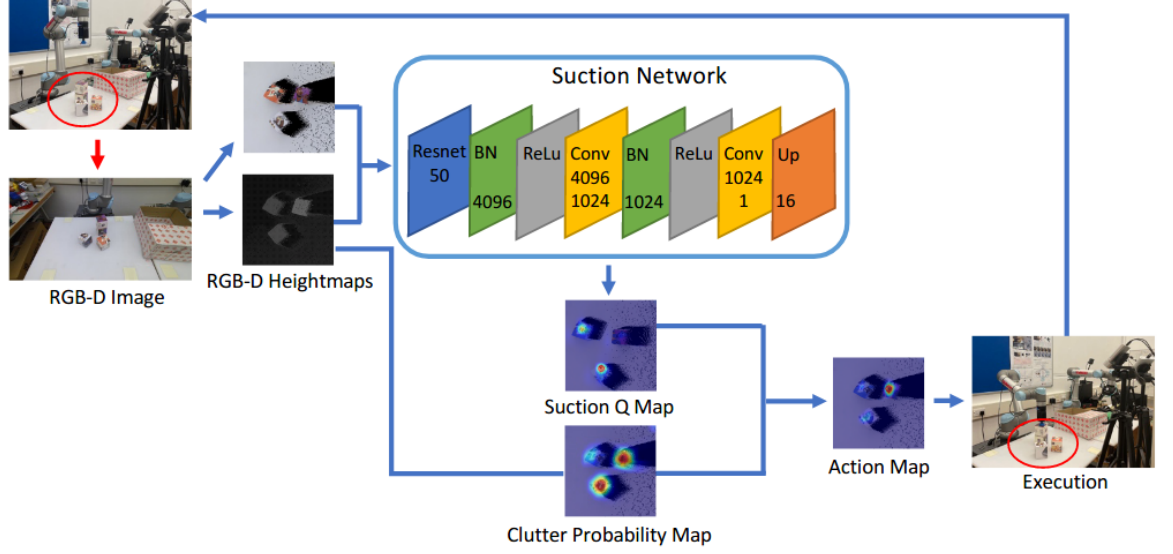 Suction Network
Resnet
50
BN
4096
ReLu
Conv
4096
1024
BN
1024
ReLu
Conv
1024
1
Up
16
RGB-D Image
RGB-D Heightmaps
Suction Q Map
Clutter Probability Map
Action Map
Execution